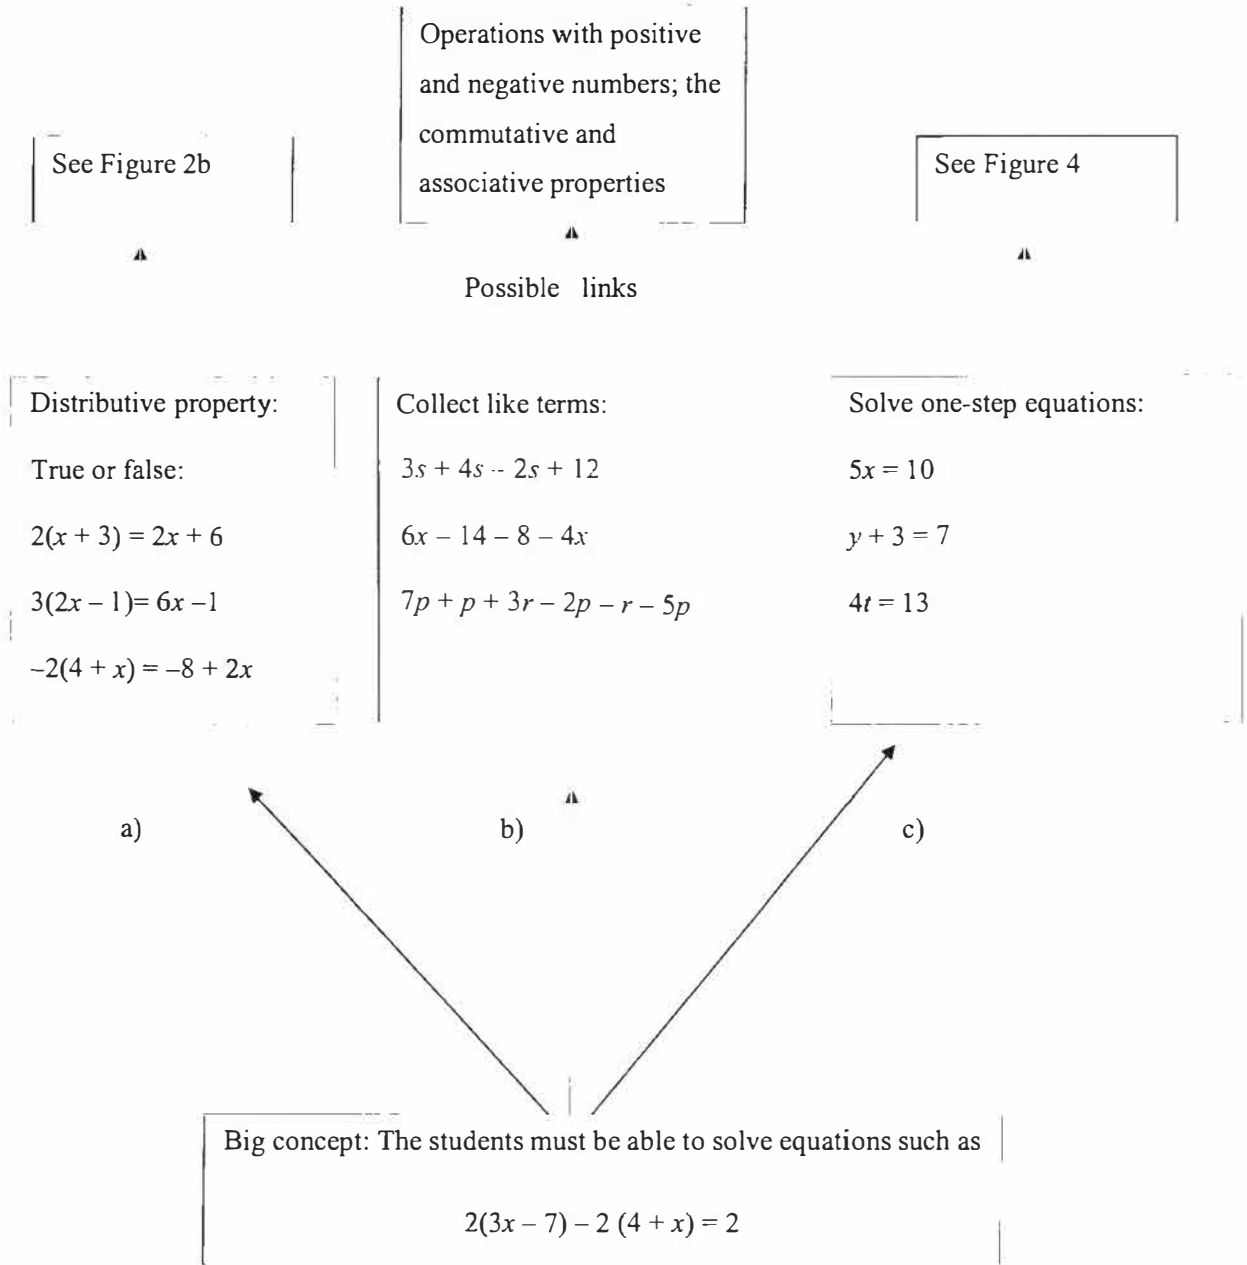 Operations with positive
and negative numbers; the
commutative and
associative properties
See Figure 2b
See Figure 4
Possible links
Distributive property:
True or false:
2(x + 3) = 2x + 6
3(2x – 1)= 6x –1
–2(4 + x) = –8 + 2x
Collect like terms:
3s + 4s – 2s + 12
6x – 14 – 8 – 4x
7p + p + 3r – 2p – r – 5p
Solve one-step equations:
5x = 10
y + 3 = 7
4t = 13
a)
b)
c)
Big concept: The students must be able to solve equations such as
2(3x – 7) – 2 (4 + x) = 2